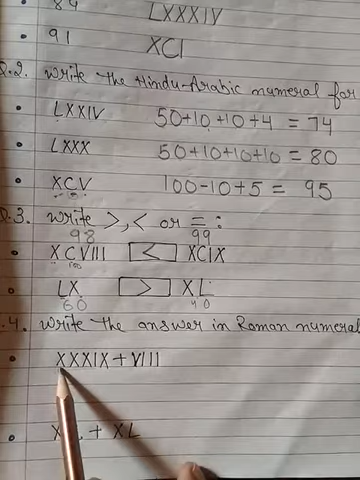 84 LXXXIV
91 XCI
Q.2. Write the Hindu-Arabic numeral for
LXXIV 50+10+10+4 = 74
LXXX 50+10+10+10 = 80
XCV 100-10+5 = 95
Q.3. Write >, < or = :
98 99
XCVIII < XCIX
100
LX > XL
60 40
Q.4. Write the answer in Roman numeral
XXXIX + VIII
+ XL